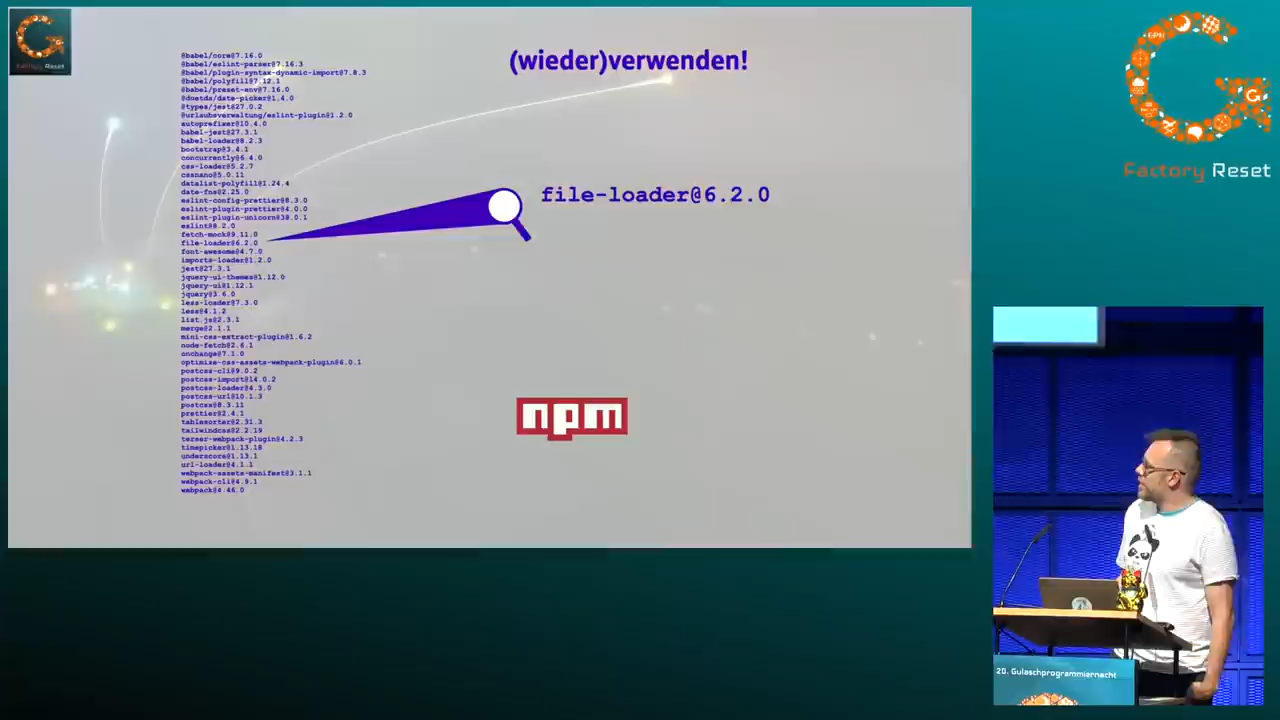 Factory Reset
(wieder)verwenden!
@babel/core@7.16.0
@babel/eslint-parser@7.16.3
@babel/plugin-syntax-dynamic-import@7.8.3
@babel/polyfill@7.12.1
@babel/preset-env@7.16.0
@duetds/date-picker@1.4.0
@types/jest@27.0.2
@urlaubsverwaltung/eslint-plugin@1.2.0
autoprefixer@10.4.0
babel-jest@27.3.1
babel-loader@8.2.3
bootstrap@3.4.1
concurrently@6.4.0
css-loader@5.2.7
cssnano@5.0.11
datalist-polyfill@1.24.4
date-fns@2.25.0
eslint-config-prettier@8.3.0
eslint-plugin-prettier@4.0.0
eslint-plugin-unicorn@38.0.1
eslint@8.2.0
fetch-mock@9.11.0
file-loader@6.2.0
font-awesome@4.7.0
imports-loader@1.2.0
jest@27.3.1
jquery-ui-themes@1.12.0
jquery-ui@1.12.1
jquery@3.6.0
less-loader@7.3.0
less@4.1.2
list.js@2.3.1
merge@2.1.1
mini-css-extract-plugin@1.6.2
node-fetch@2.6.1
onchange@7.1.0
optimize-css-assets-webpack-plugin@6.0.1
postcss-cli@9.0.2
postcss-import@14.0.2
postcss-loader@4.3.0
postcss-url@10.1.3
postcss@8.3.11
prettier@2.4.1
tablesorter@2.31.3
tailwindcss@2.2.19
terser-webpack-plugin@4.2.3
timepicker@1.13.18
underscore@1.13.1
url-loader@4.1.1
webpack-assets-manifest@3.1.1
webpack-cli@4.9.1
webpack@4.46.0
file-loader@6.2.0
npm
Factory Reset
20. Gulaschprogrammiernacht